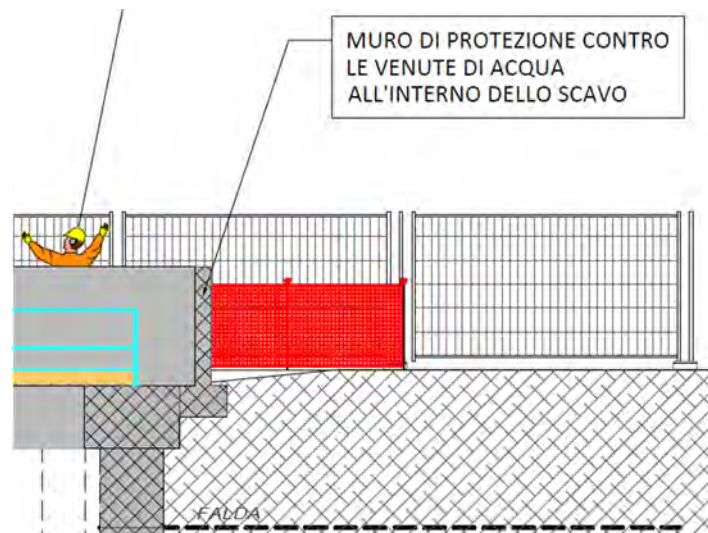 MURO DI PROTEZIONE CONTRO
LE VENUTE DI ACQUA
ALL'INTERNO DELLO SCAVO
FALDA